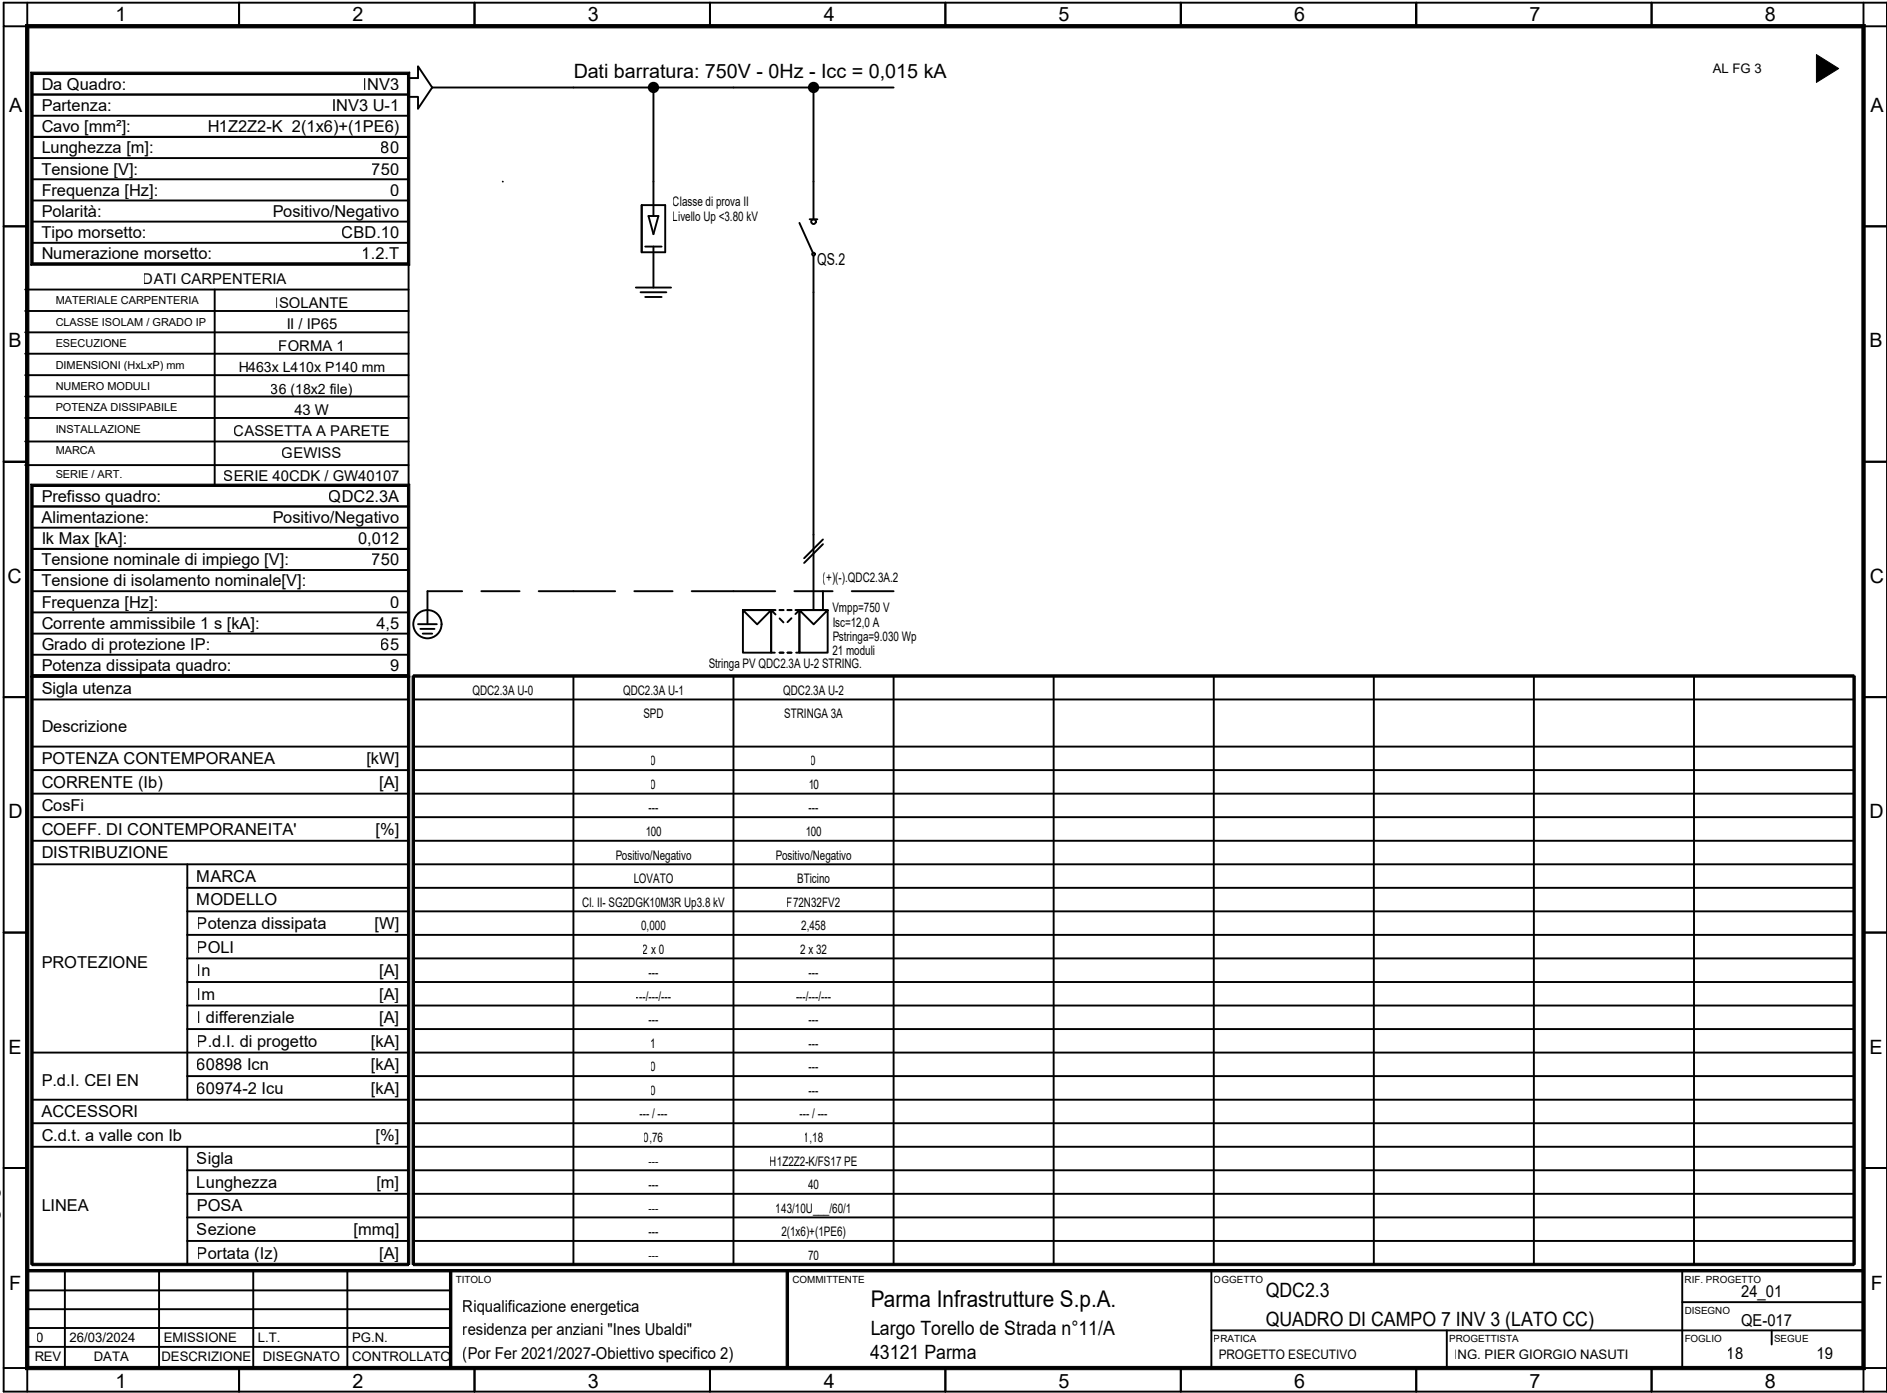 1 2 3 4 5 6 7 8
Dati barratura: 750V - 0Hz - Icc = 0,015 kA
AL FG 3
A A
Da Quadro: INV3
Partenza: INV3 U-1
Cavo [mm²]: H1Z2Z2-K 2(1x6)+(1PE6)
Lunghezza [m]: 80
Tensione [V]: 750
Frequenza [Hz]: 0
Polarità: Positivo/Negativo
Tipo morsetto: CBD.10
Numerazione morsetto: 1.2.T
Classe di prova II
Livello Up <3.80 kV
QS.2
DATI CARPENTERIA
MATERIALE CARPENTERIA ISOLANTE
CLASSE ISOLAM / GRADO IP II / IP65
B B
ESECUZIONE FORMA 1
DIMENSIONI (HxLxP) mm H463x L410x P140 mm
NUMERO MODULI 36 (18x2 file)
POTENZA DISSIPABILE 43 W
INSTALLAZIONE CASSETTA A PARETE
MARCA GEWISS
SERIE / ART. SERIE 40CDK / GW40107
Prefisso quadro: QDC2.3A
Alimentazione: Positivo/Negativo
Ik Max [kA]: 0,012
Tensione nominale di impiego [V]: 750
C C
Tensione di isolamento nominale[V]:
Frequenza [Hz]: 0
Corrente ammissibile 1 s [kA]: 4,5
Grado di protezione IP: 65
Potenza dissipata quadro: 9
(+)(-).QDC2.3A.2
Vmpp=750 V
Isc=12,0 A
Pstringa=9.030 Wp
21 moduli
Stringa PV QDC2.3A U-2 STRING.
Sigla utenza QDC2.3A U-0 QDC2.3A U-1 QDC2.3A U-2
Descrizione SPD STRINGA 3A
POTENZA CONTEMPORANEA [kW] 0 0
CORRENTE (Ib) [A] 0 10
D D
CosFi --- ---
COEFF. DI CONTEMPORANEITA' [%] 100 100
DISTRIBUZIONE Positivo/Negativo Positivo/Negativo
PROTEZIONE
MARCA LOVATO BTicino
MODELLO Cl. II- SG2DGK10M3R Up3.8 kV F72N32FV2
Potenza dissipata [W] 0,000 2,458
POLI 2 x 0 2 x 32
In [A] --- ---
Im [A] ---/---/--- ---/---/---
I differenziale [A] --- ---
P.d.I. di progetto [kA] 1 ---
E E
P.d.I. CEI EN
60898 Icn [kA] 0 ---
60974-2 Icu [kA] 0 ---
ACCESSORI --- / --- --- / ---
C.d.t. a valle con Ib [%] 0,76 1,18
LINEA
Sigla --- H1Z2Z2-K/FS17 PE
Lunghezza [m] --- 40
POSA --- 143/10U___/60/1
Sezione [mmq] --- 2(1x6)+(1PE6)
Portata (Iz) [A] --- 70
F F
0 26/03/2024 EMISSIONE L.T. PG.N.
REV DATA DESCRIZIONE DISEGNATO CONTROLLATO
TITOLO
Riqualificazione energetica
residenza per anziani "Ines Ubaldi"
(Por Fer 2021/2027-Obiettivo specifico 2)
COMMITTENTE
Parma Infrastrutture S.p.A.
Largo Torello de Strada n°11/A
43121 Parma
OGGETTO QDC2.3
QUADRO DI CAMPO 7 INV 3 (LATO CC)
PRATICA
PROGETTO ESECUTIVO
PROGETTISTA
ING. PIER GIORGIO NASUTI
RIF. PROGETTO
24_01
DISEGNO
QE-017
FOGLIO 18
SEGUE 19
1 2 3 4 5 6 7 8